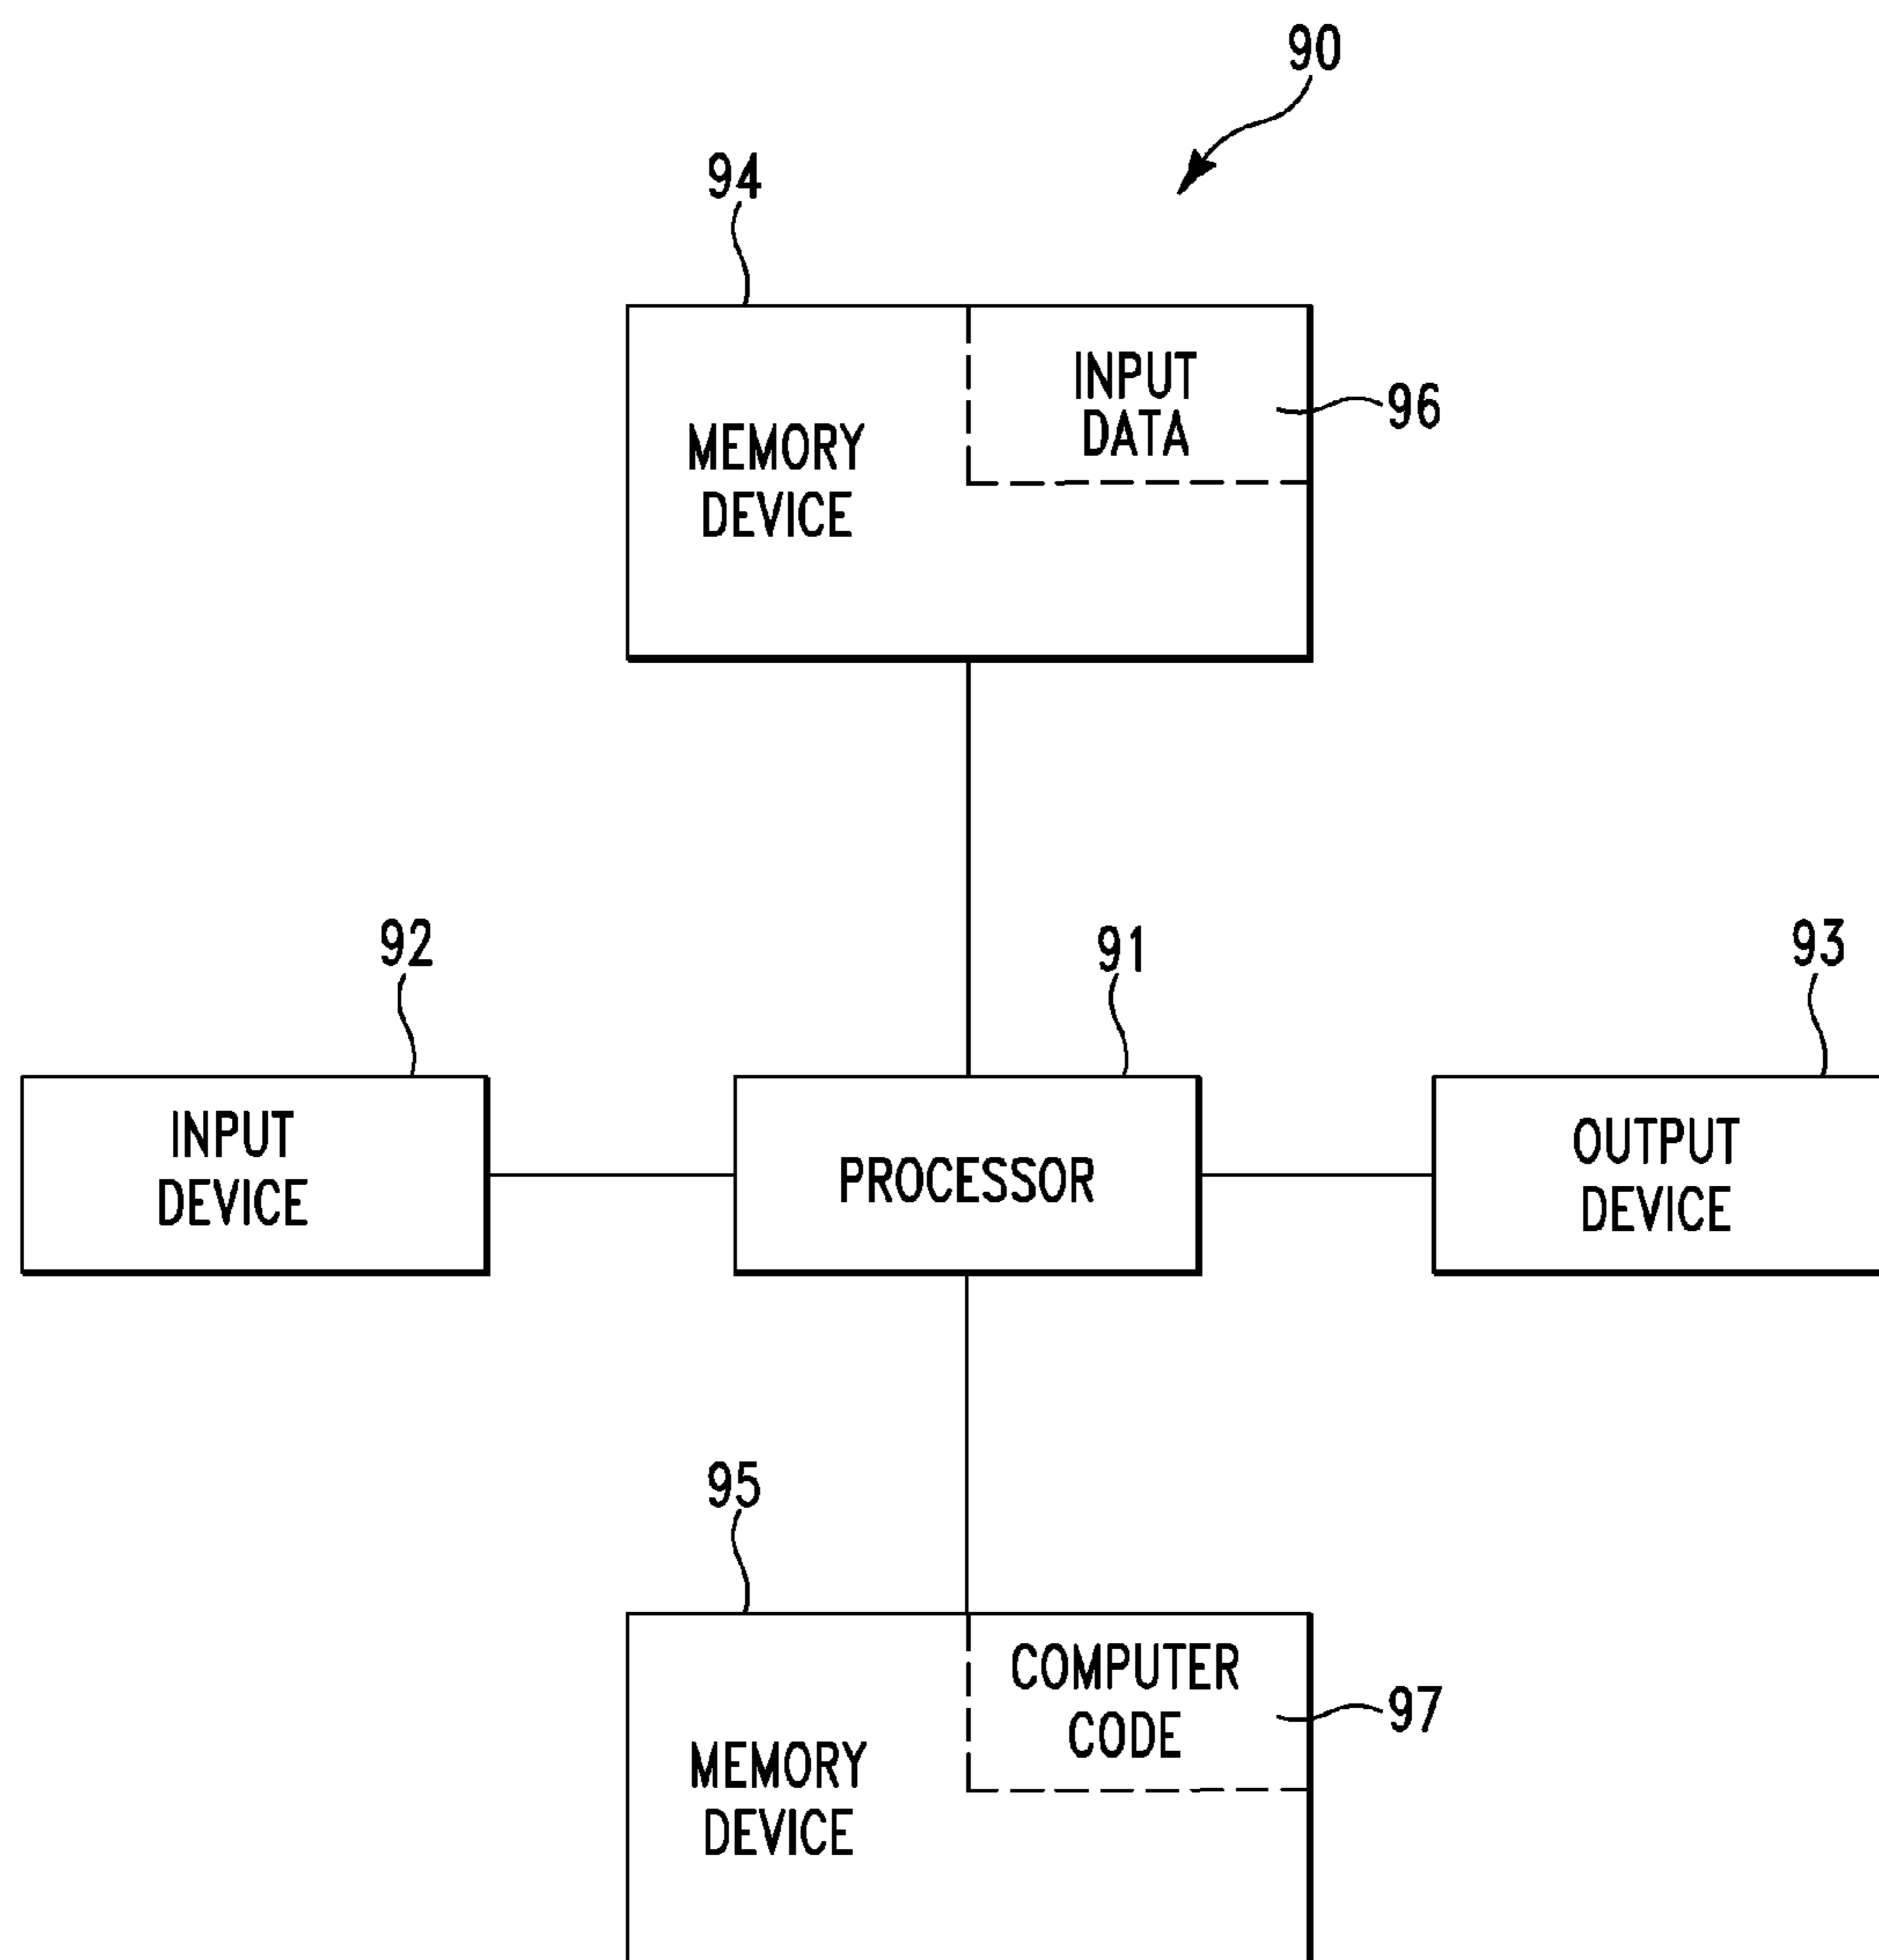 90
94
INPUT
DATA
96
MEMORY
DEVICE
92
91
93
INPUT
DEVICE
PROCESSOR
OUTPUT
DEVICE
95
COMPUTER
CODE
97
MEMORY
DEVICE